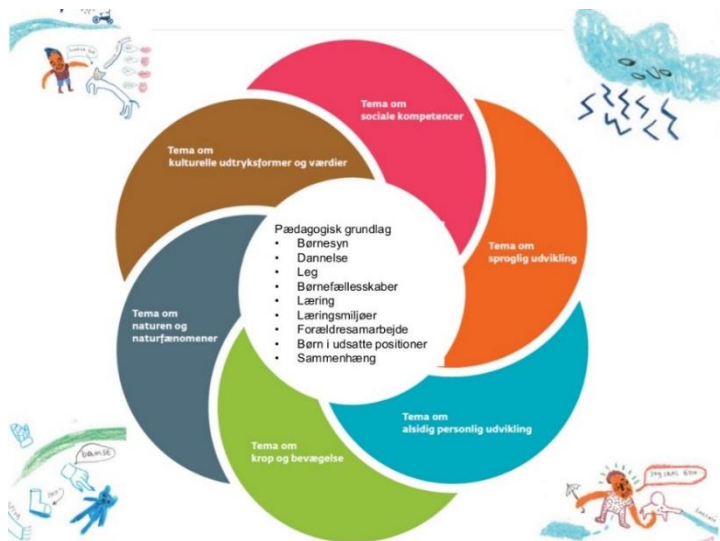 Tema om
sociale kompetencer
Tema om
kulturelle udtryksformer og værdier
Tema om
sproglig udvikling
Pædagogisk grundlag
• Børnesyn
• Dannelse
• Leg
• Børnefællesskaber
• Læring
• Læringsmiljøer
• Forældresamarbejde
• Børn i udsatte positioner
• Sammenhæng
Tema om
naturen og
naturfænomener
Tema om
alsidig personlig udvikling
Tema om
krop og bevægelse
bamse